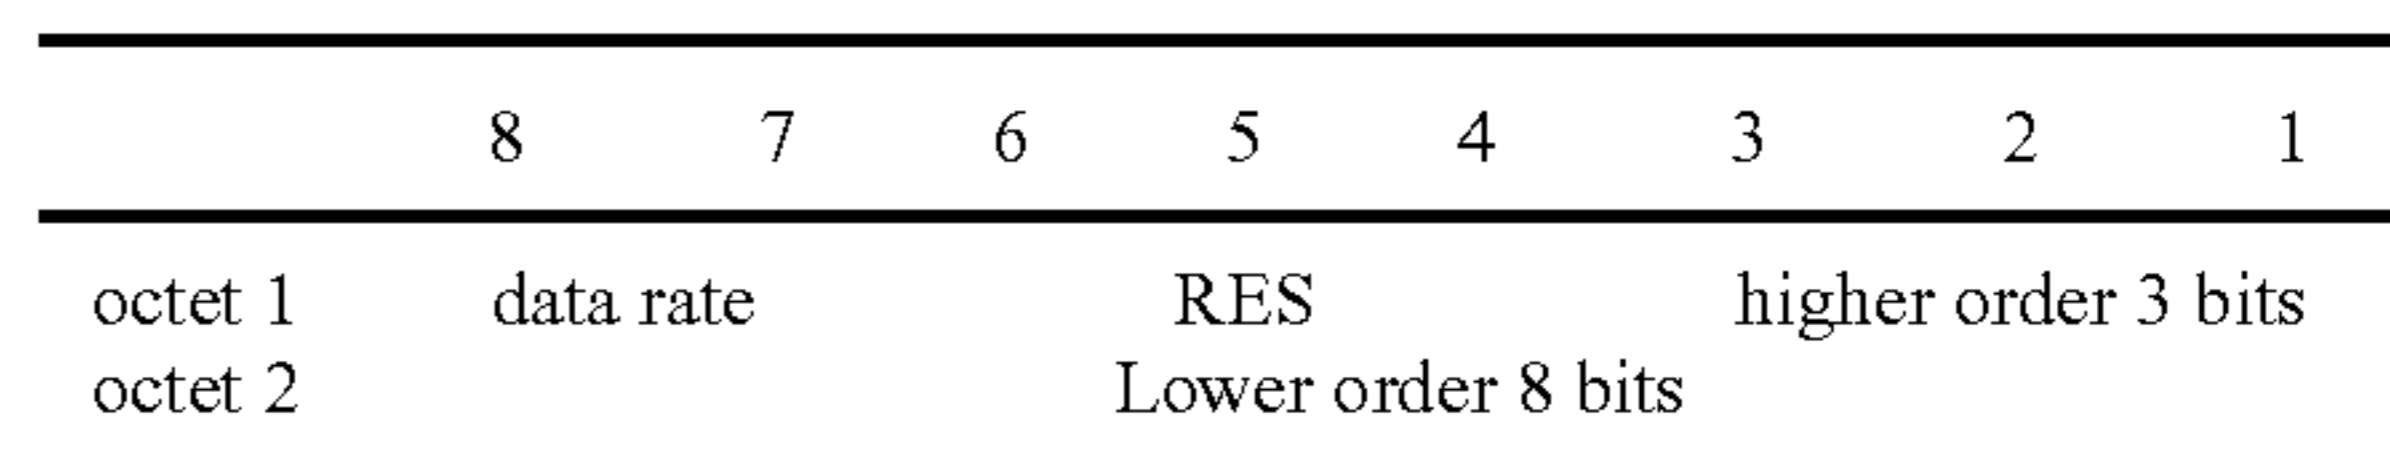 8 7 6 5 4 3 2 1
octet 1 data rate RES higher order 3 bits
octet 2 Lower order 8 bits